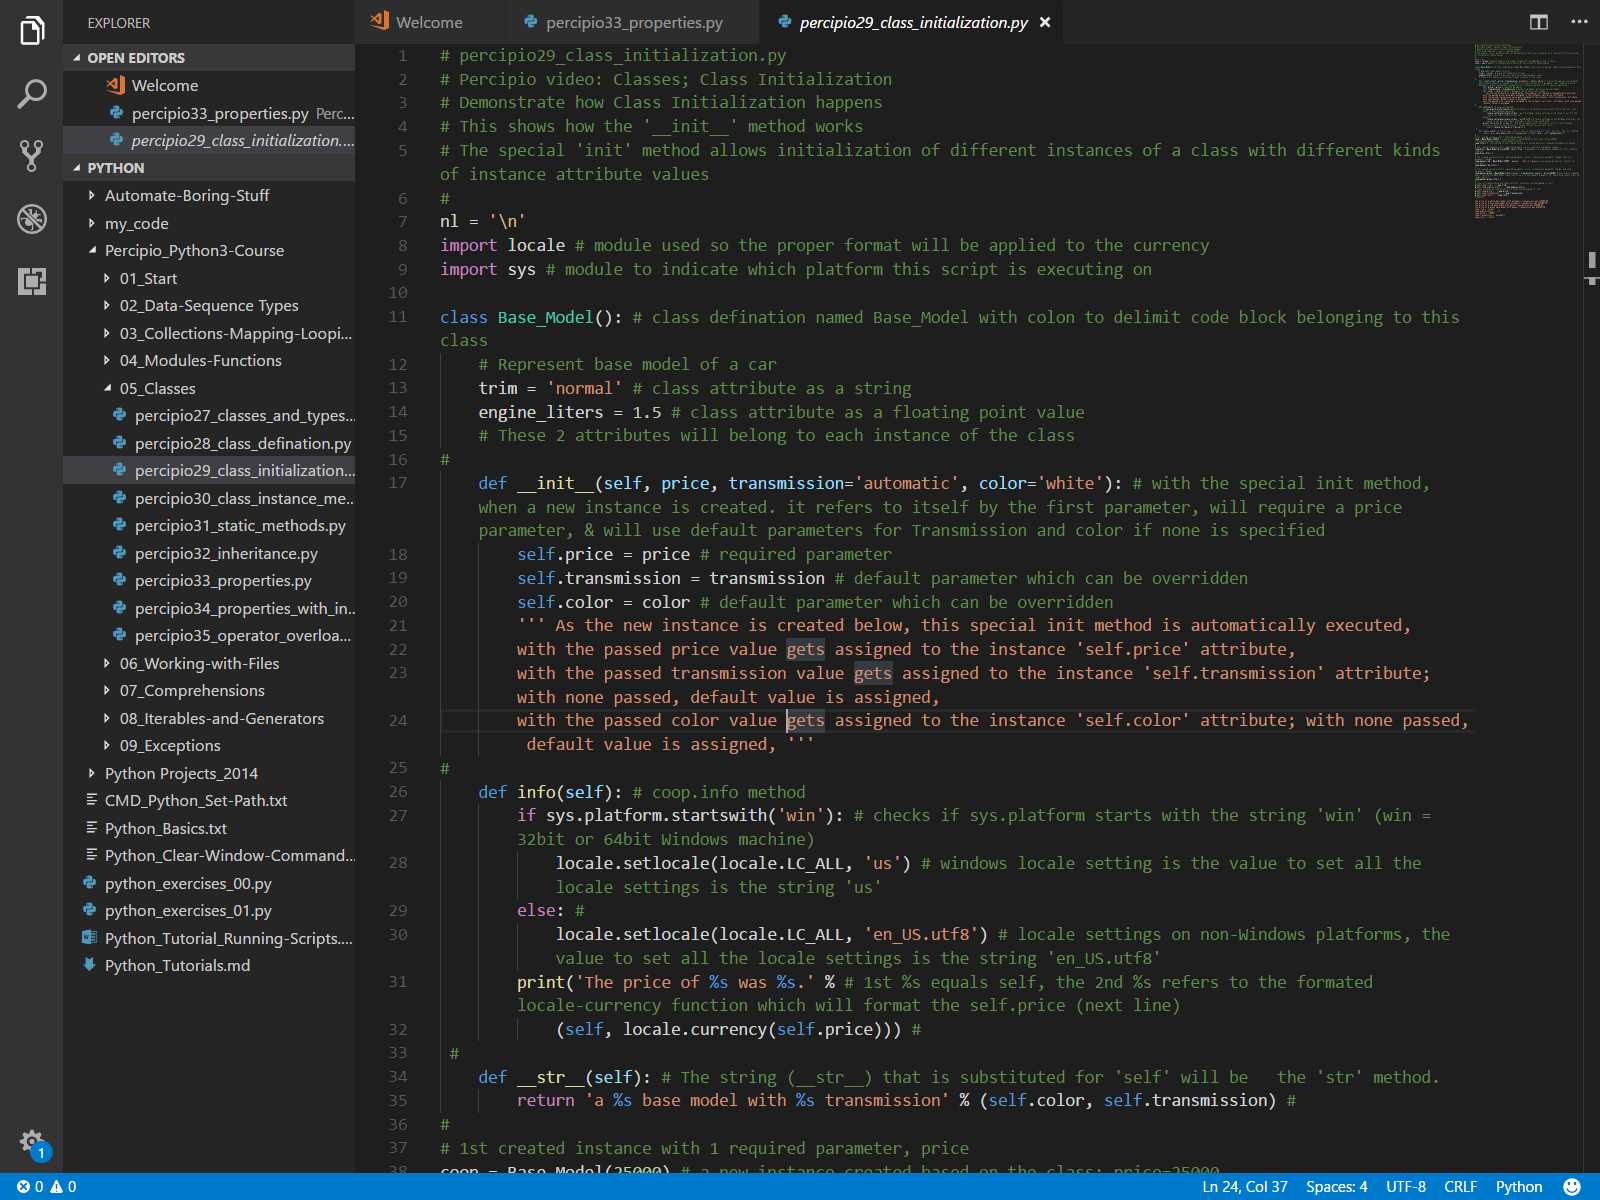 EXPLORER
Welcome
percipio33_properties.py
percipio29_class_initialization.py
OPEN EDITORS
Welcome
percipio33_properties.py Perc...
percipio29_class_initialization....
PYTHON
Automate-Boring-Stuff
my_code
Percipio_Python3-Course
01_Start
02_Data-Sequence Types
03_Collections-Mapping-Loopi...
04_Modules-Functions
05_Classes
percipio27_classes_and_types...
percipio28_class_defination.py
percipio29_class_initialization...
percipio30_class_instance_me...
percipio31_static_methods.py
percipio32_inheritance.py
percipio33_properties.py
percipio34_properties_with_in...
percipio35_operator_overloa...
06_Working-with-Files
07_Comprehensions
08_Iterables-and-Generators
09_Exceptions
Python Projects_2014
CMD_Python_Set-Path.txt
Python_Basics.txt
Python_Clear-Window-Command...
python_exercises_00.py
python_exercises_01.py
Python_Tutorial_Running-Scripts....
Python_Tutorials.md
1 # percipio29_class_initialization.py
2 # Percipio video: Classes; Class Initialization
3 # Demonstrate how Class Initialization happens
4 # This shows how the '__init__' method works
5 # The special 'init' method allows initialization of different instances of a class with different kinds
of instance attribute values
6 #
7 nl = '\n'
8 import locale # module used so the proper format will be applied to the currency
9 import sys # module to indicate which platform this script is executing on
10
11 class Base_Model(): # class defination named Base_Model with colon to delimit code block belonging to this
class
12 # Represent base model of a car
13 trim = 'normal' # class attribute as a string
14 engine_liters = 1.5 # class attribute as a floating point value
15 # These 2 attributes will belong to each instance of the class
16 #
17 def __init__(self, price, transmission='automatic', color='white'): # with the special init method,
when a new instance is created. it refers to itself by the first parameter, will require a price
parameter, & will use default parameters for Transmission and color if none is specified
18 self.price = price # required parameter
19 self.transmission = transmission # default parameter which can be overridden
20 self.color = color # default parameter which can be overridden
21 ''' As the new instance is created below, this special init method is automatically executed,
22 with the passed price value gets assigned to the instance 'self.price' attribute,
23 with the passed transmission value gets assigned to the instance 'self.transmission' attribute;
with none passed, default value is assigned,
24 with the passed color value gets assigned to the instance 'self.color' attribute; with none passed,
default value is assigned, '''
25 #
26 def info(self): # coop.info method
27 if sys.platform.startswith('win'): # checks if sys.platform starts with the string 'win' (win =
32bit or 64bit Windows machine)
28 locale.setlocale(locale.LC_ALL, 'us') # windows locale setting is the value to set all the
locale settings is the string 'us'
29 else: #
30 locale.setlocale(locale.LC_ALL, 'en_US.utf8') # locale settings on non-Windows platforms, the
value to set all the locale settings is the string 'en_US.utf8'
31 print('The price of %s was %s.' % # 1st %s equals self, the 2nd %s refers to the formated
locale-currency function which will format the self.price (next line)
32 (self, locale.currency(self.price))) #
33 #
34 def __str__(self): # The string (__str__) that is substituted for 'self' will be   the 'str' method.
35 return 'a %s base model with %s transmission' % (self.color, self.transmission) #
36 #
37 # 1st created instance with 1 required parameter, price
38 coop = Base_Model(25000) # a new instance created based on the class: price=25000
1
0 0
Ln 24, Col 37 Spaces: 4 UTF-8 CRLF Python